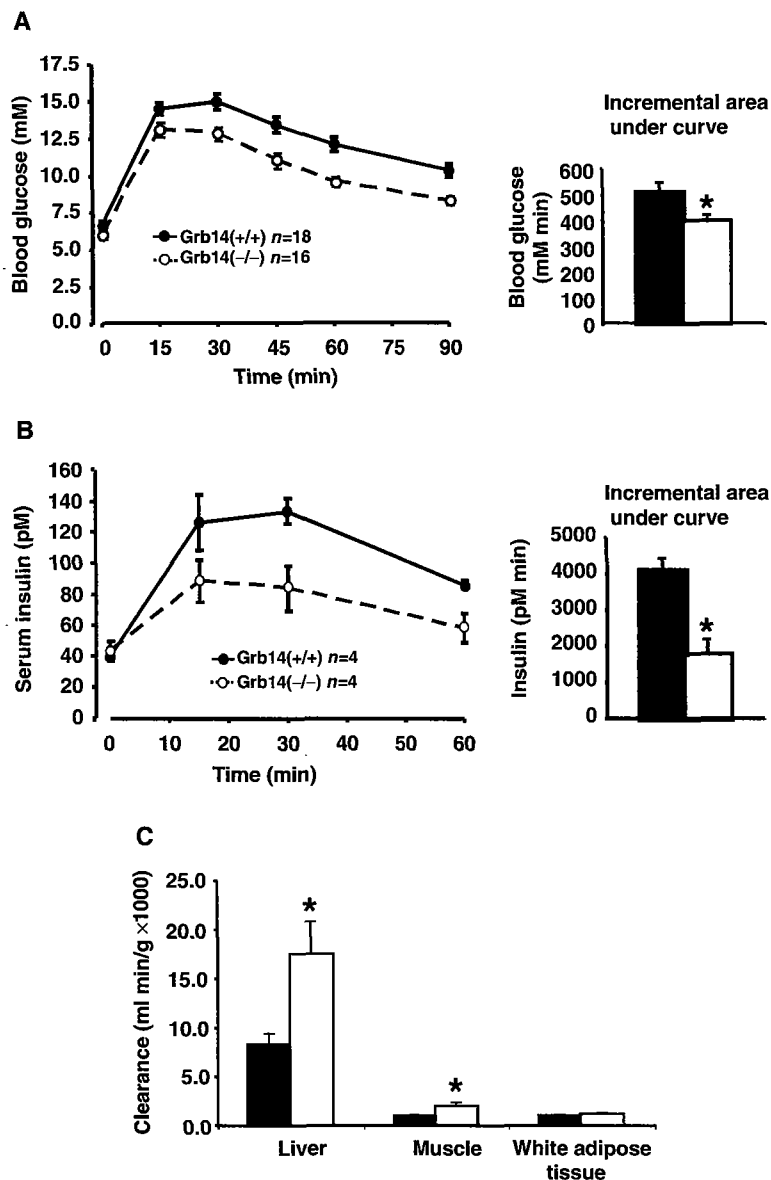 A
17.5
15.0
12.5
10.0
7.5
5.0
2.5
0.0
Blood glucose (mM)
Grb14(+/+) n=18
Grb14(−/−) n=16
0 15 30 45 60 75 90
Time (min)
Incremental area
under curve
600
500
400
300
200
100
0
Blood glucose
(mM min)
*
B
160
140
120
100
80
60
40
20
0
Serum insulin (pM)
Grb14(+/+) n=4
Grb14(−/−) n=4
0 10 20 30 40 50 60
Time (min)
Incremental area
under curve
5000
4000
3000
2000
1000
0
Insulin (pM min)
*
C
25.0
20.0
15.0
10.0
5.0
0.0
Clearance (ml min/g ×1000)
*
*
Liver Muscle White adipose
tissue